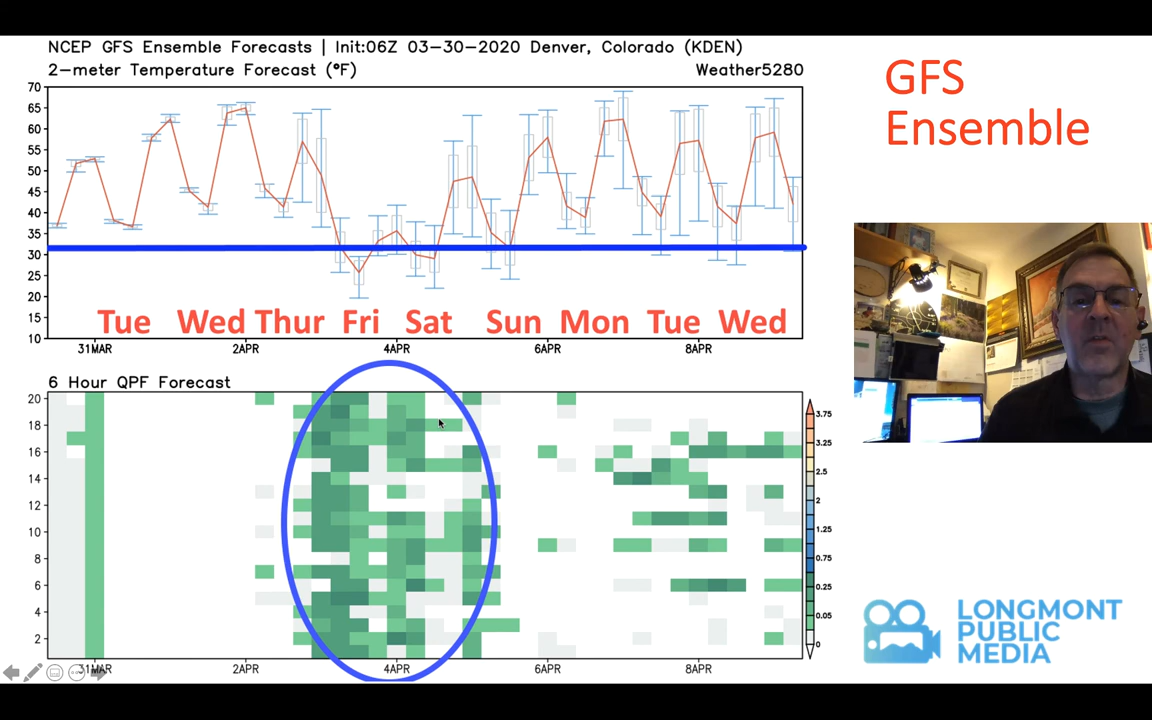 NCEP GFS Ensemble Forecasts | Init:06Z 03-30-2020 Denver, Colorado (KDEN)
2-meter Temperature Forecast (°F)
Weather5280
GFS
Ensemble
70
65
60
55
50
45
40
35
30
25
20
15
10
Tue Wed Thur Fri Sat Sun Mon Tue Wed
31MAR 2APR 4APR 6APR 8APR
6 Hour QPF Forecast
20
18
16
14
12
10
8
6
4
2
3.75
3.25
2.5
2
1.25
0.75
0.25
0.05
0
31MAR 2APR 4APR 6APR 8APR
LONGMONT
PUBLIC
MEDIA